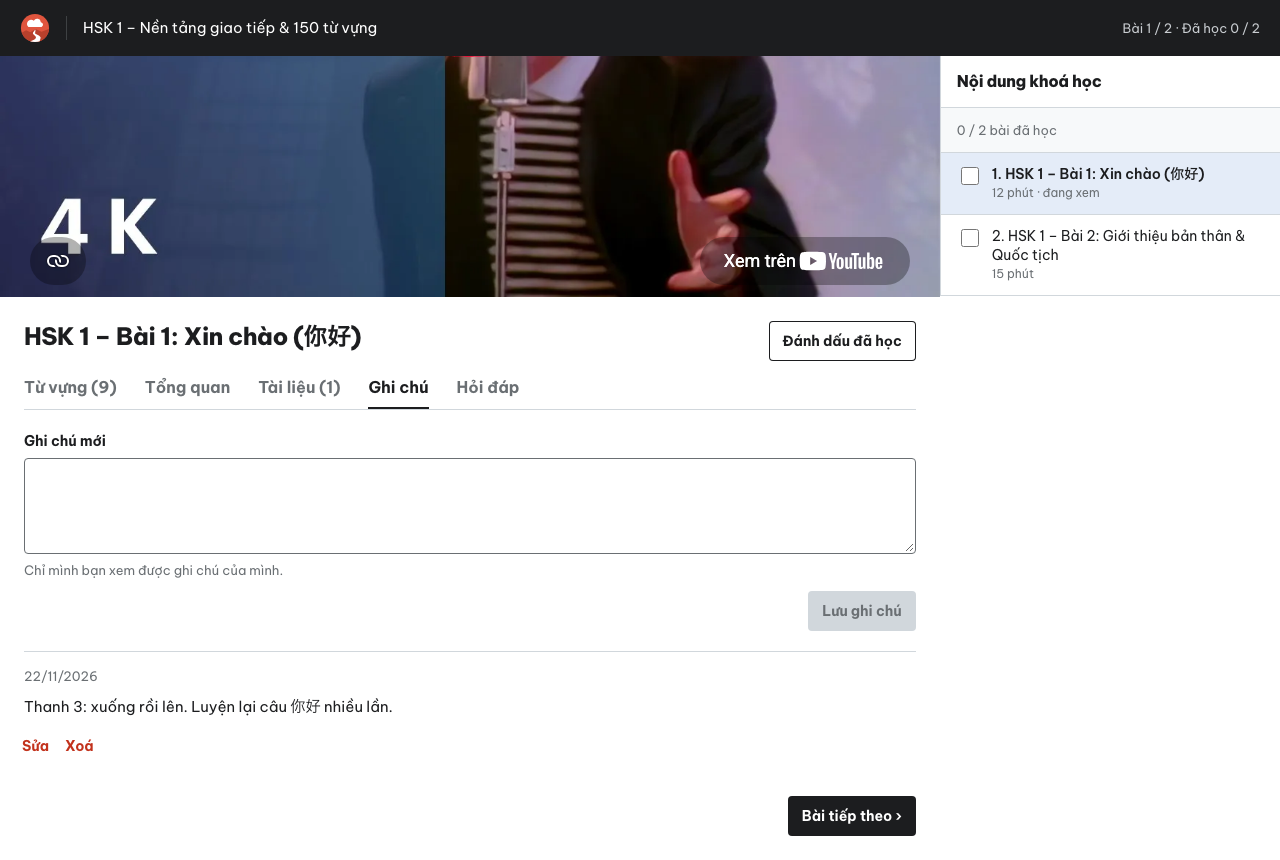 HSK 1 – Nền tảng giao tiếp & 150 từ vựng
Bài 1 / 2 · Đã học 0 / 2
4K
Xem trên YouTube
Nội dung khoá học
0 / 2 bài đã học
1. HSK 1 – Bài 1: Xin chào (你好)
12 phút · đang xem
2. HSK 1 – Bài 2: Giới thiệu bản thân &
Quốc tịch
15 phút
HSK 1 – Bài 1: Xin chào (你好)
Đánh dấu đã học
Từ vựng (9)
Tổng quan
Tài liệu (1)
Ghi chú
Hỏi đáp
Ghi chú mới
Chỉ mình bạn xem được ghi chú của mình.
Lưu ghi chú
22/11/2026
Thanh 3: xuống rồi lên. Luyện lại câu 你好 nhiều lần.
Sửa
Xoá
Bài tiếp theo ›